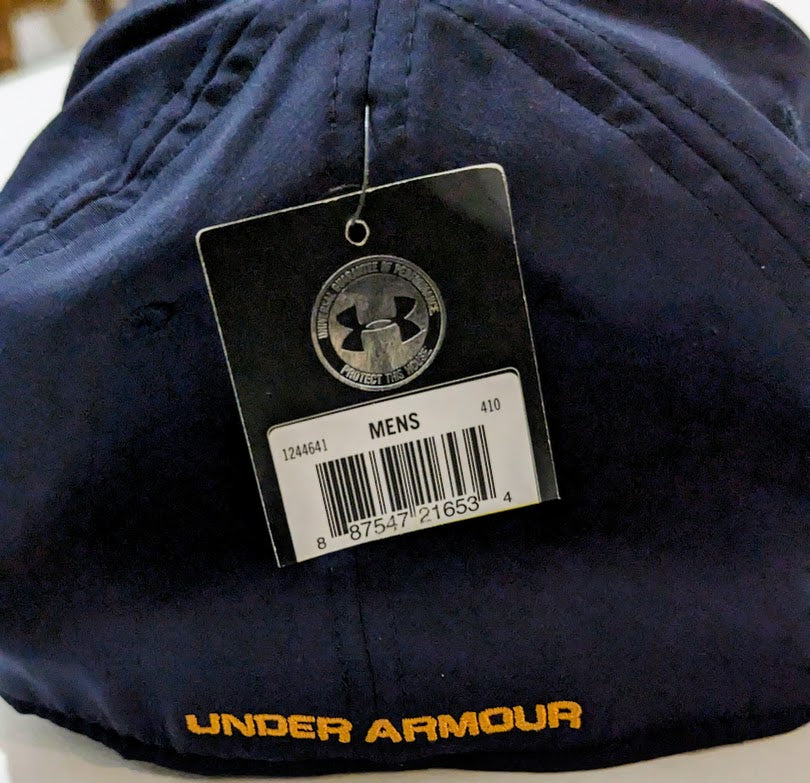 UNIVERSAL GUARANTEE OF PERFORMANCE
PROTECT THIS HOUSE
1244641 MENS 410
8 87547 21653 4
UNDER ARMOUR